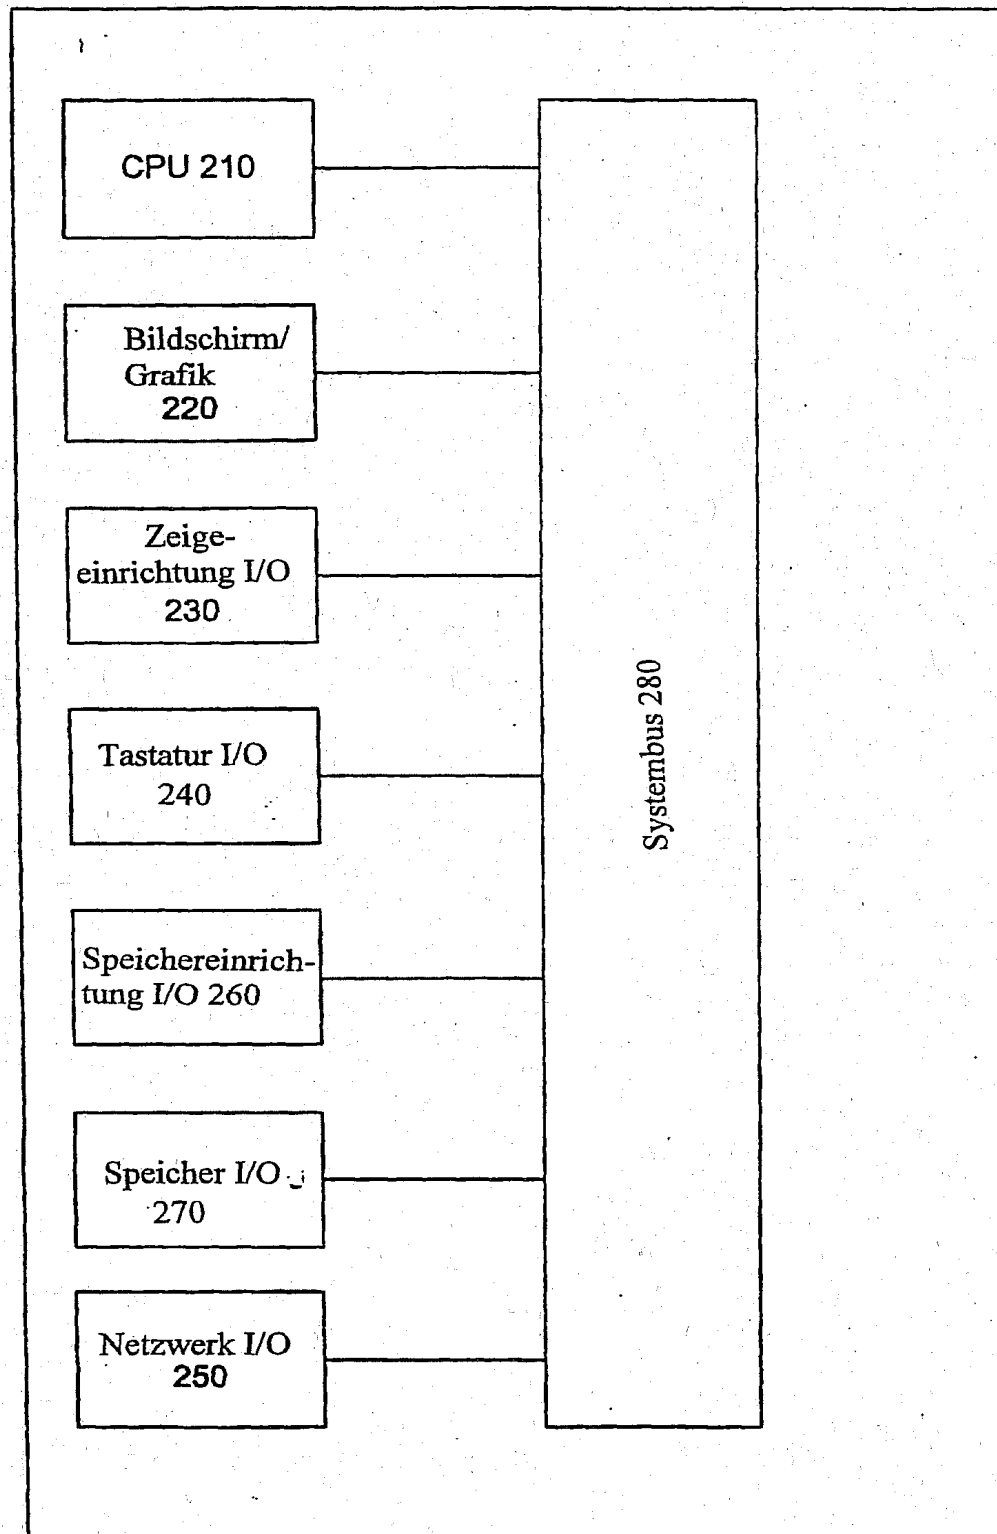 CPU 210
Bildschirm/
Grafik
220
Zeige-
einrichtung I/O
230
Tastatur I/O
240
Speichereinrich-
tung I/O 260
Speicher I/O
270
Netzwerk I/O
250
Systembus 280